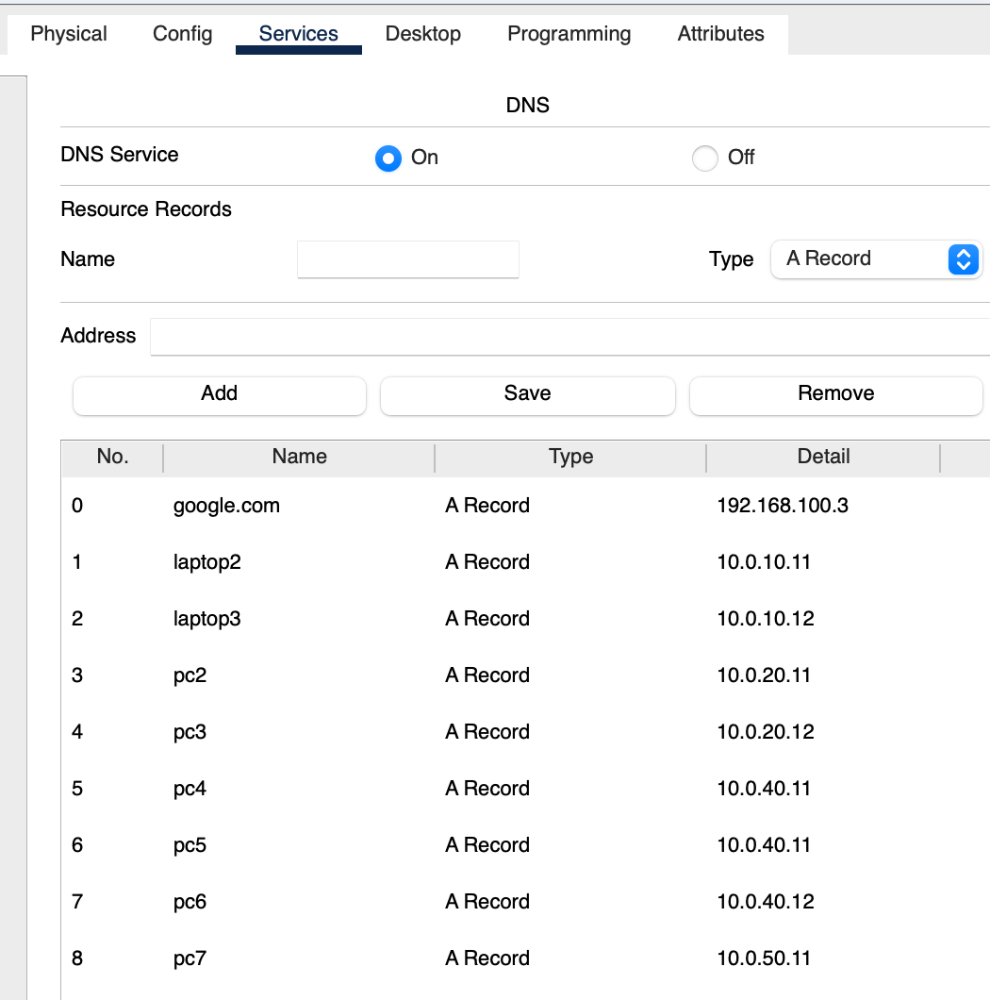 Physical Config Services Desktop Programming Attributes
DNS
DNS Service On Off
Resource Records
Name Type A Record
Address
Add Save Remove
No. Name Type Detail
0 google.com A Record 192.168.100.3
1 laptop2 A Record 10.0.10.11
2 laptop3 A Record 10.0.10.12
3 pc2 A Record 10.0.20.11
4 pc3 A Record 10.0.20.12
5 pc4 A Record 10.0.40.11
6 pc5 A Record 10.0.40.11
7 pc6 A Record 10.0.40.12
8 pc7 A Record 10.0.50.11